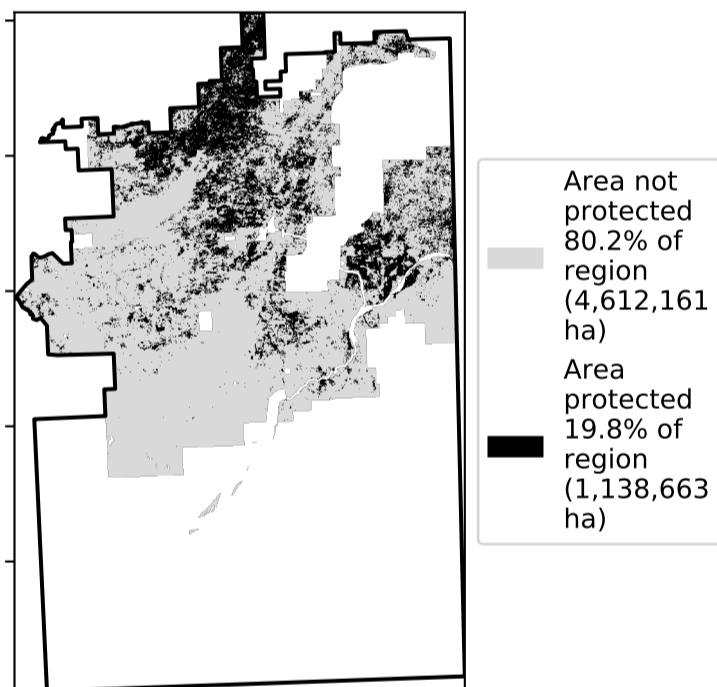 Area not
protected
80.2% of
region
(4,612,161
ha)
Area
protected
19.8% of
region
(1,138,663
ha)